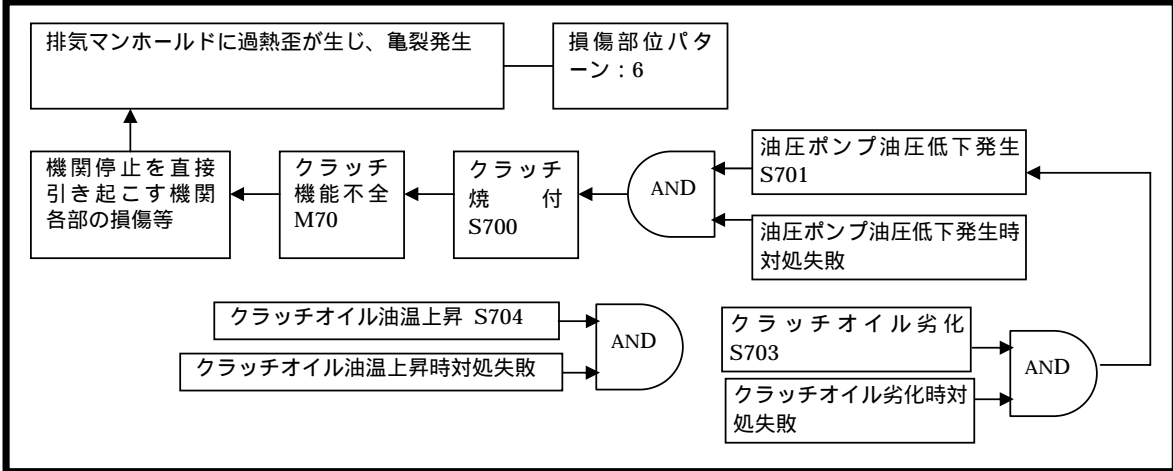 排気マンホールドに過熱歪が生じ、亀裂発生
損傷部位パタ
ーン：6
機関停止を直接
引き起こす機関
各部の損傷等
クラッチ
機能不全
M70
クラッチ
焼付
S700
AND
油圧ポンプ油圧低下発生
S701
油圧ポンプ油圧低下発生時
対処失敗
クラッチオイル油温上昇 S704
クラッチオイル油温上昇時対処失敗
AND
クラッチオイル劣化
S703
クラッチオイル劣化時対
処失敗
AND